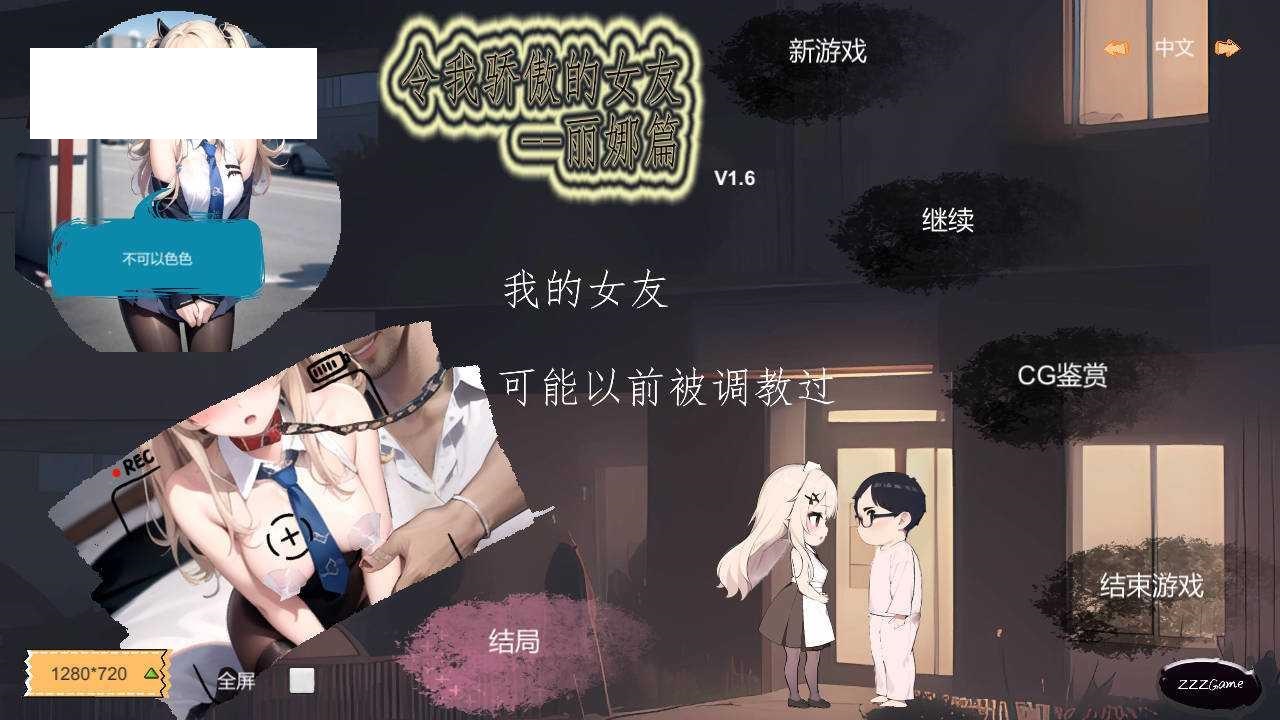 令我骄傲的女友
—丽娜篇
V1.6
新游戏
中文
继续
不可以色色
我的女友
可能以前被调教过
CG鉴赏
REC
结束游戏
结局
1280*720
全屏
ZZZGame